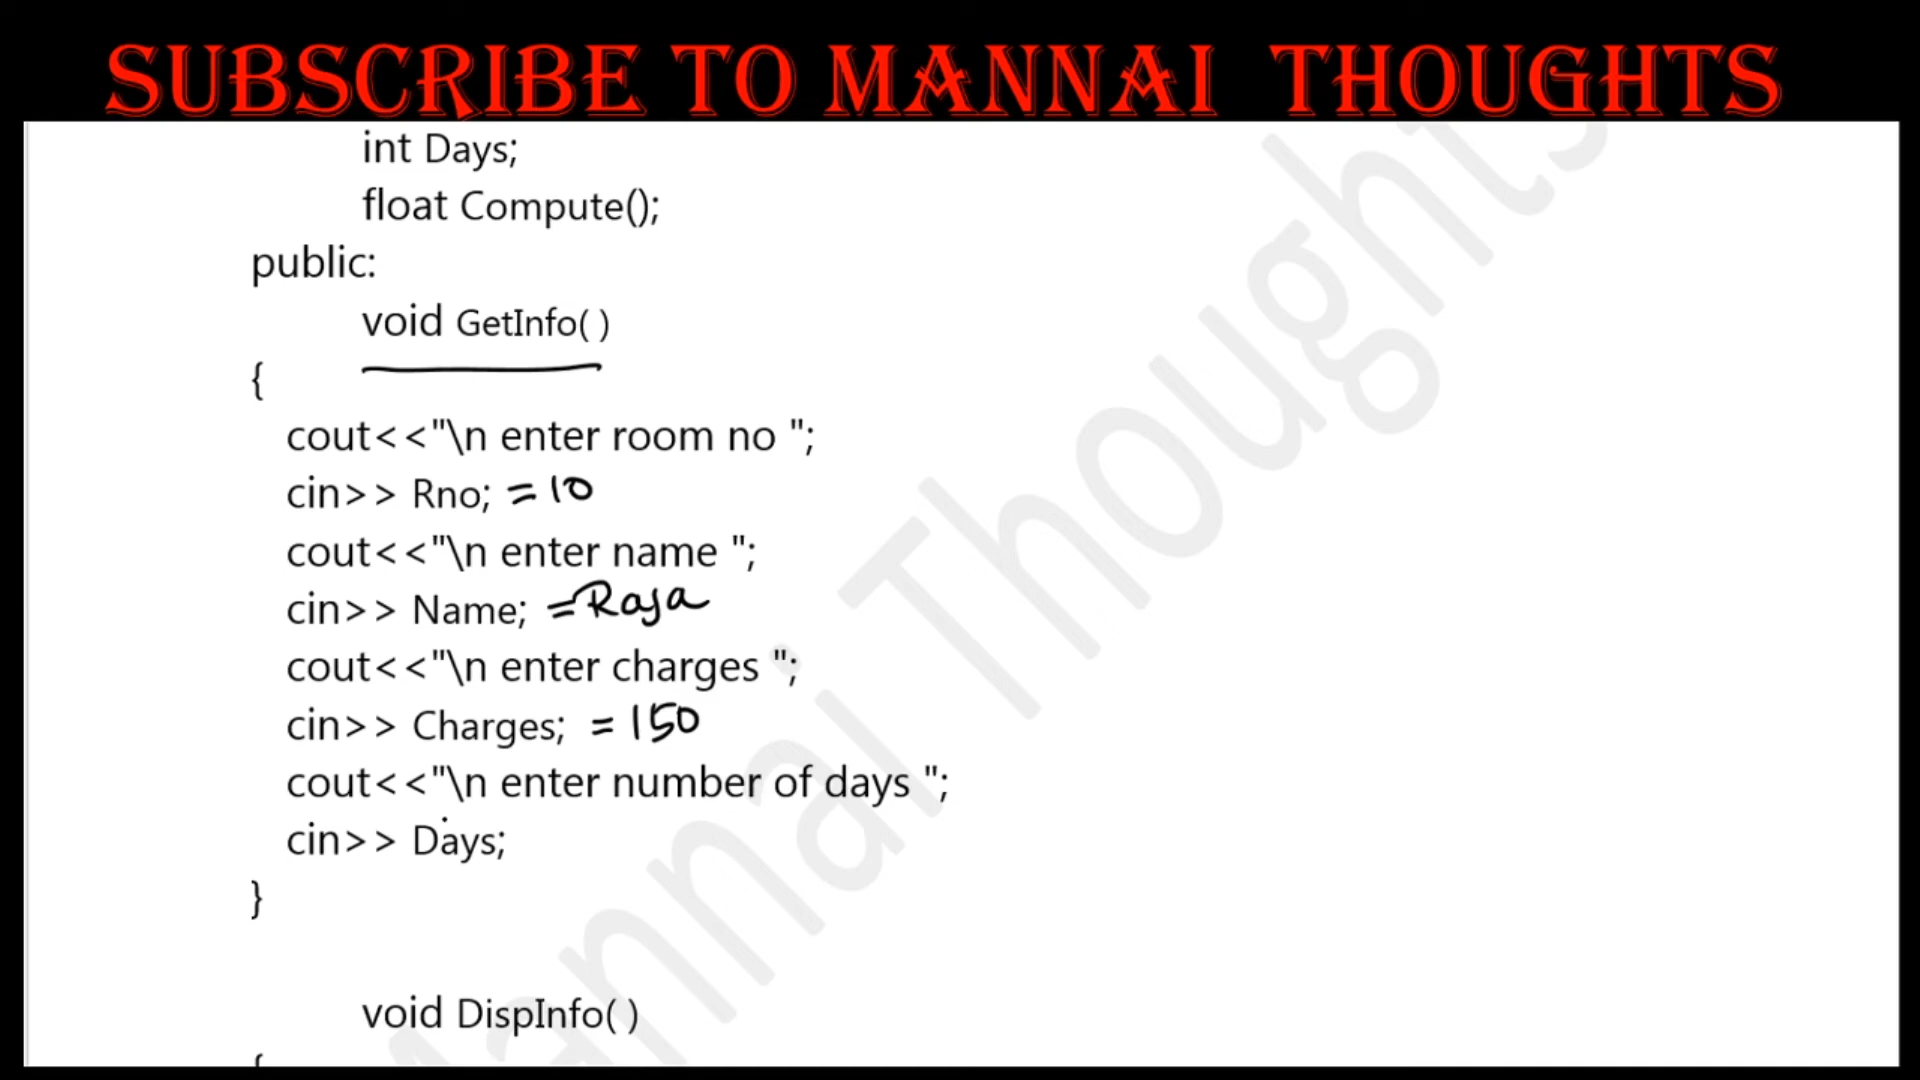 SUBSCRIBE TO MANNAI THOUGHTS
int Days;
float Compute();
public:
void GetInfo( )
{
cout<<"\n enter room no ";
cin>> Rno; = 10
cout<<"\n enter name ";
cin>> Name; =Raja
cout<<"\n enter charges ";
cin>> Charges; = 150
cout<<"\n enter number of days ";
cin>> Days;
}
void DispInfo( )
{
Mannai Thoughts